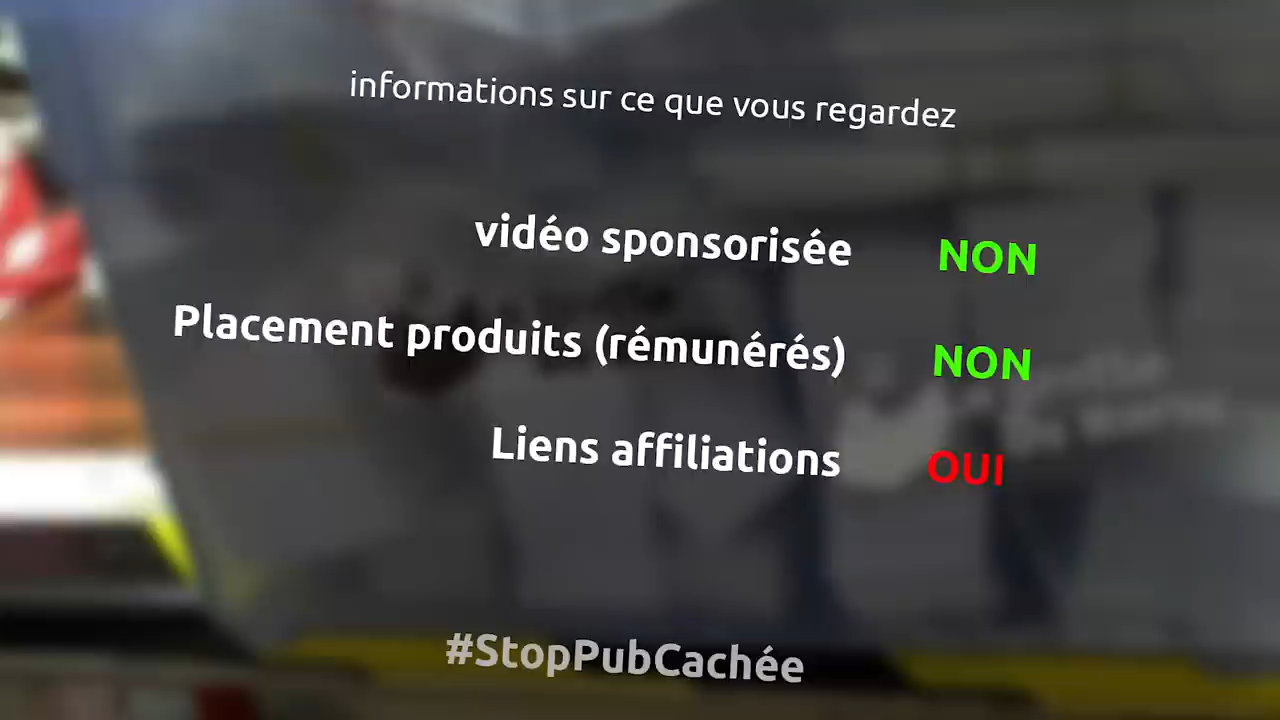 informations sur ce que vous regardez
vidéo sponsorisée NON
Placement produits (rémunérés) NON
Liens affiliations OUI
#StopPubCachée